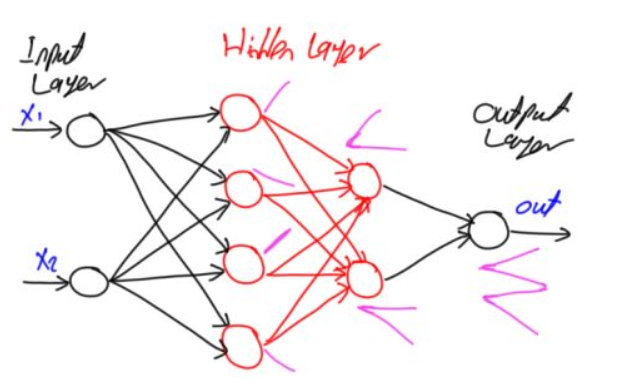 Input
Layer
Hidden Layer
X1
X2
Output
Layer
out